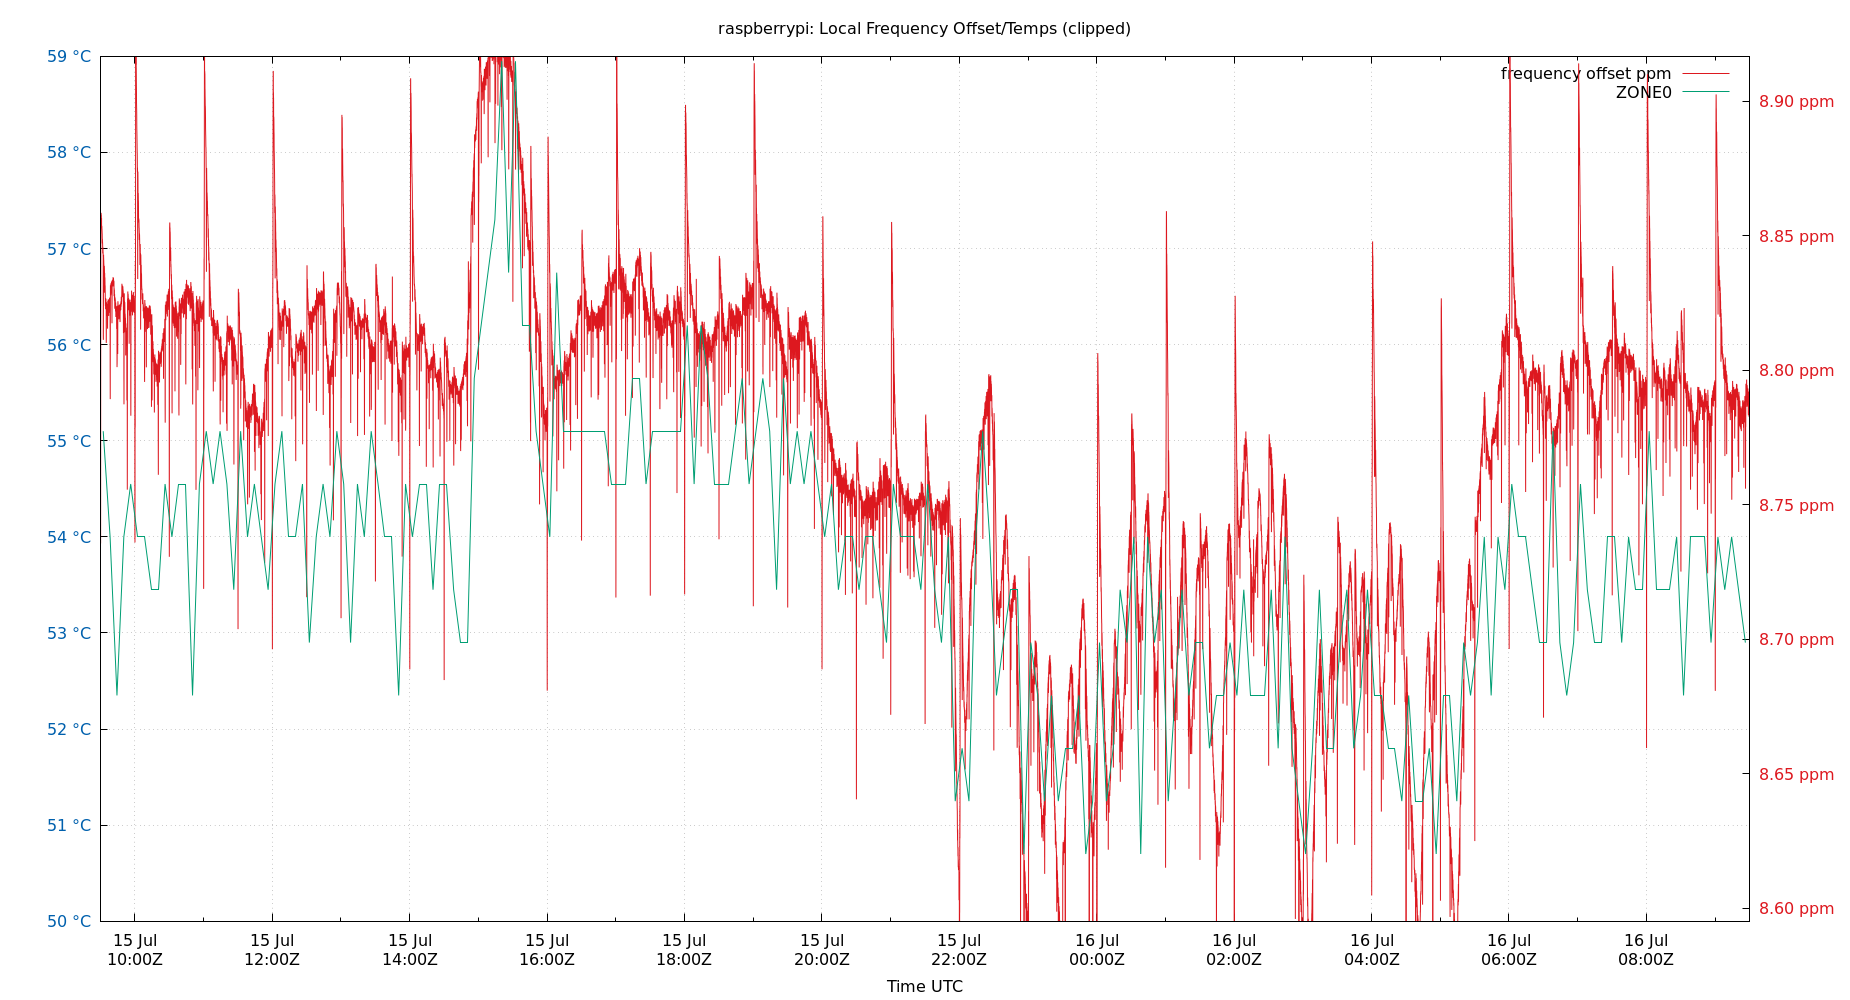 raspberrypi: Local Frequency Offset/Temps (clipped)
frequency offset ppm
ZONE0
59 °C
58 °C
57 °C
56 °C
55 °C
54 °C
53 °C
52 °C
51 °C
50 °C
8.90 ppm
8.85 ppm
8.80 ppm
8.75 ppm
8.70 ppm
8.65 ppm
8.60 ppm
15 Jul
10:00Z
15 Jul
12:00Z
15 Jul
14:00Z
15 Jul
16:00Z
15 Jul
18:00Z
15 Jul
20:00Z
15 Jul
22:00Z
16 Jul
00:00Z
16 Jul
02:00Z
16 Jul
04:00Z
16 Jul
06:00Z
16 Jul
08:00Z
Time UTC